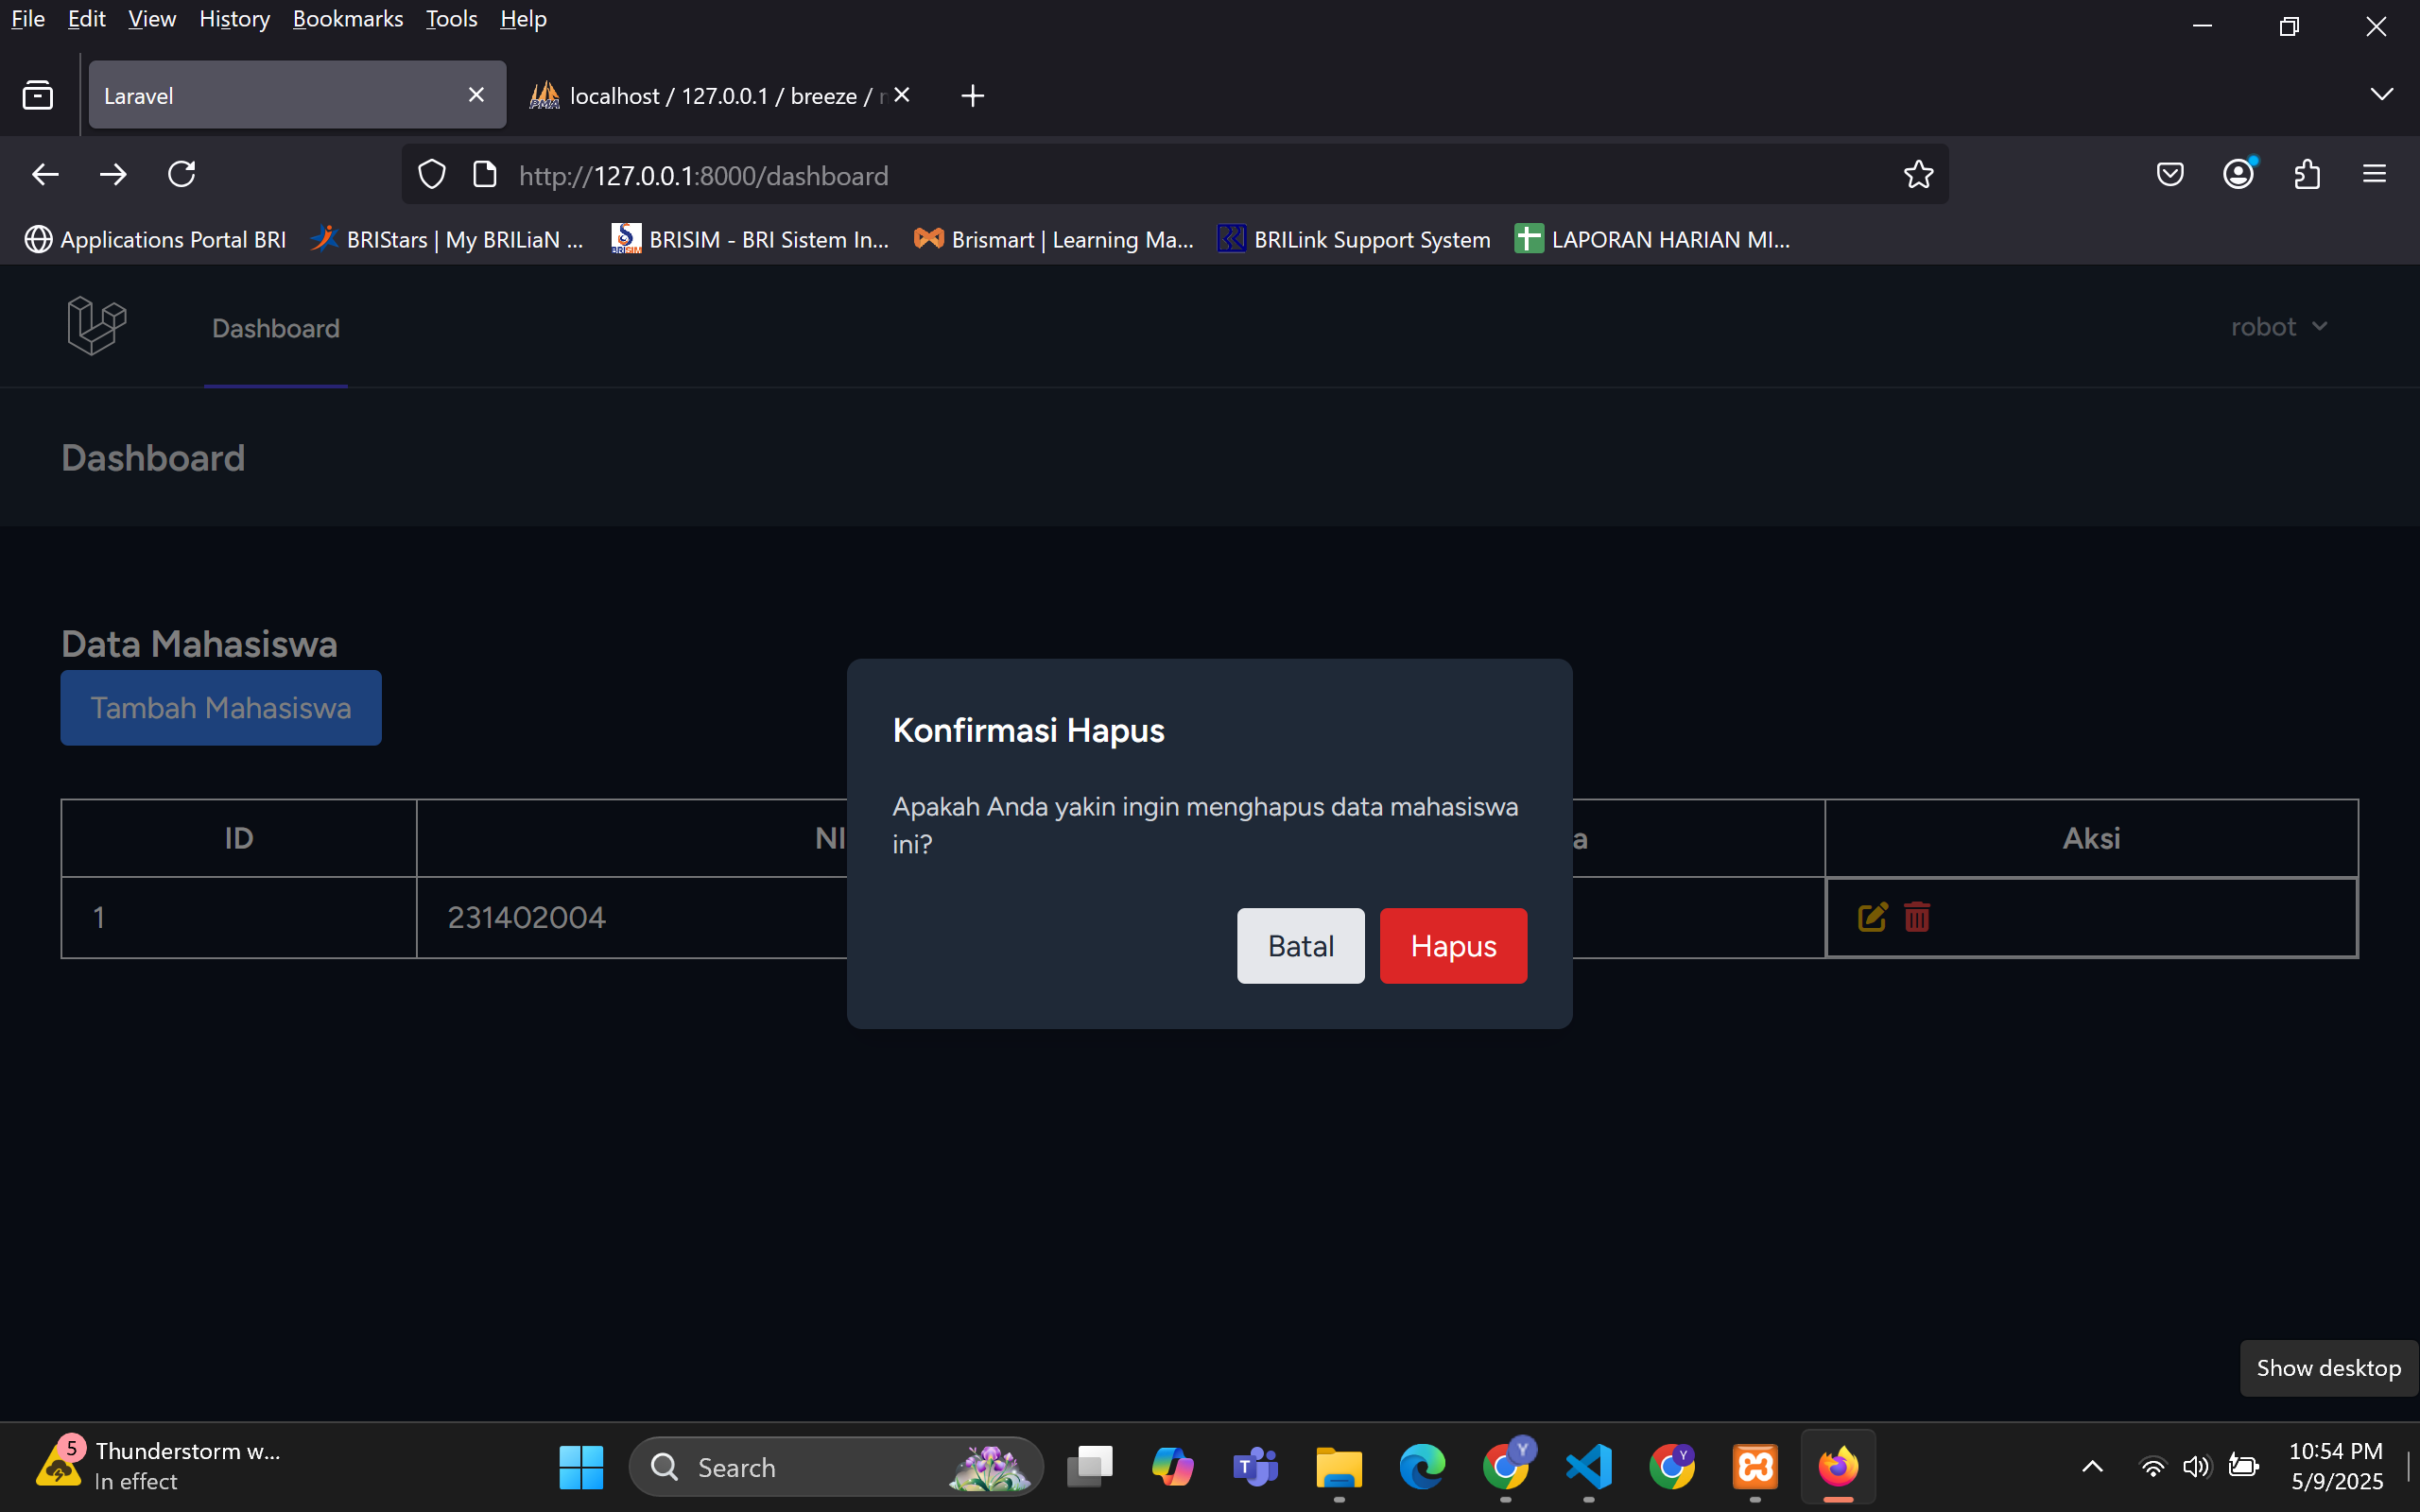 File Edit View History Bookmarks Tools Help
Laravel
localhost / 127.0.0.1 / breeze /
http://127.0.0.1:8000/dashboard
Applications Portal BRI BRIStars | My BRILiaN ... BRISIM - BRI Sistem In... Brismart | Learning Ma... BRILink Support System LAPORAN HARIAN MI...
Dashboard robot
Dashboard
Data Mahasiswa
Tambah Mahasiswa
Konfirmasi Hapus
Apakah Anda yakin ingin menghapus data mahasiswa
ini?
Batal Hapus
ID Aksi
1 231402004
Show desktop
5 Thunderstorm w...
In effect
Search
10:54 PM
5/9/2025